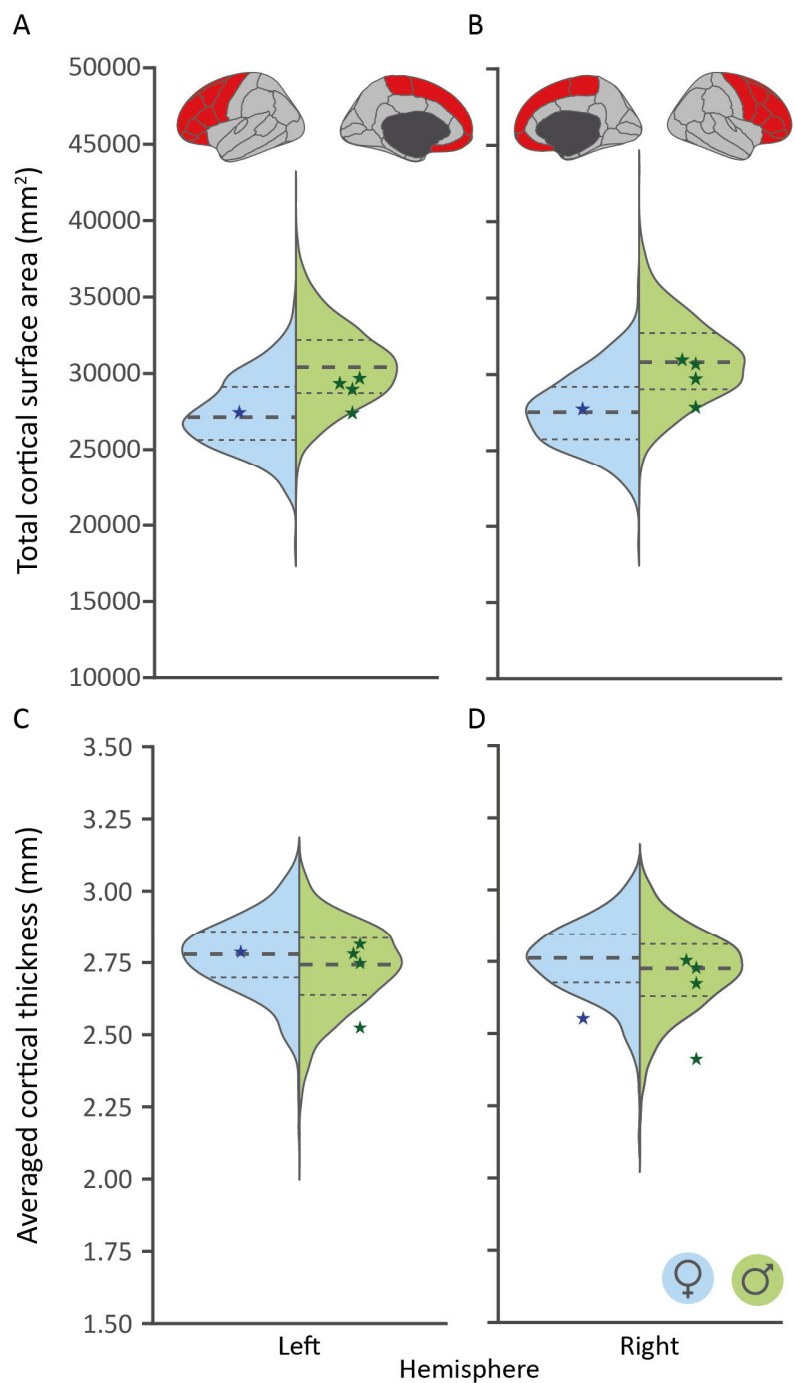 A
B
Total cortical surface area (mm²)
50000
45000
40000
35000
30000
25000
20000
15000
10000
C
D
Averaged cortical thickness (mm)
3.50
3.25
3.00
2.75
2.50
2.25
2.00
1.75
1.50
♀ ♂
Left
Right
Hemisphere